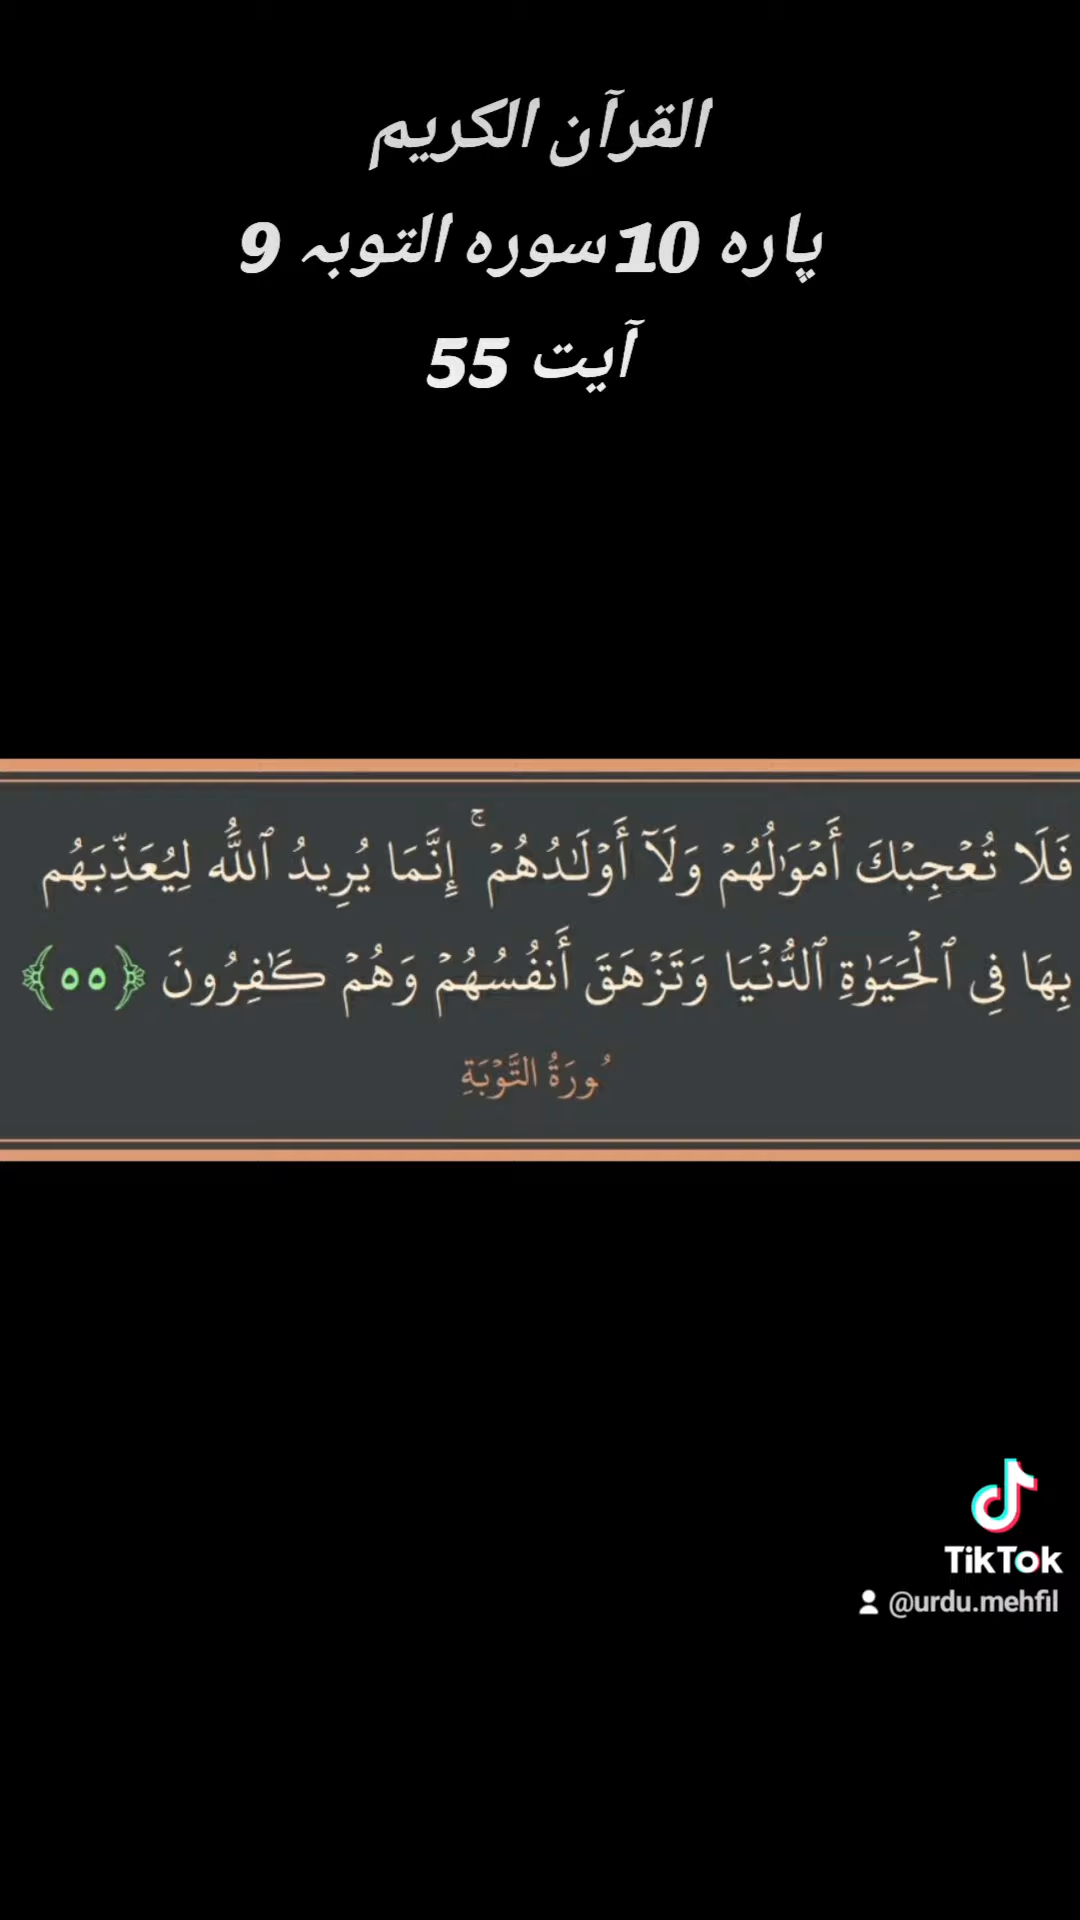 القرآن الكريم
پارہ 10 سورہ التوبہ 9
آیت 55
فَلَا تُعْجِبْكَ أَمْوَٰلُهُمْ وَلَآ أَوْلَـٰدُهُمْ ۚ إِنَّمَا يُرِيدُ ٱللَّهُ لِيُعَذِّبَهُم
بِهَا فِى ٱلْحَيَوٰةِ ٱلدُّنْيَا وَتَزْهَقَ أَنفُسُهُمْ وَهُمْ كَـٰفِرُونَ ﴿٥٥﴾
ُورَةُ التَّوْبَةِ
TikTok
@urdu.mehfil